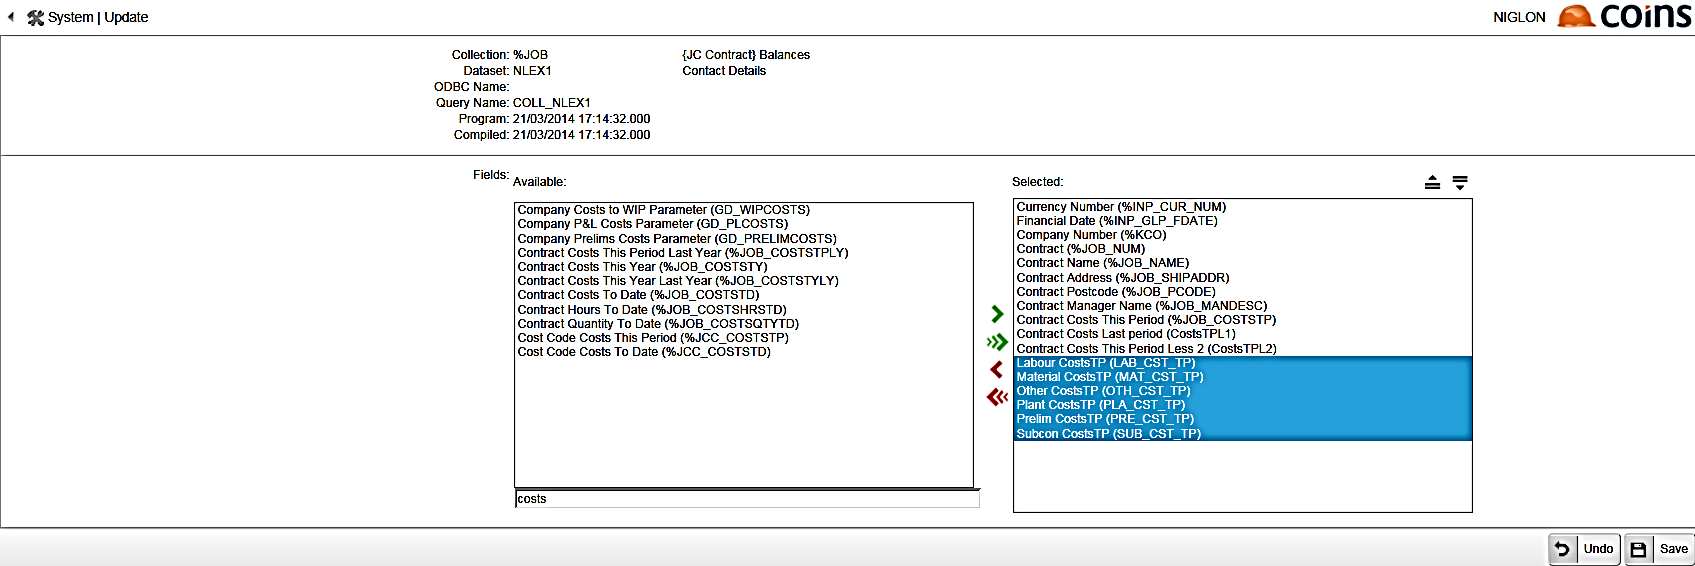 System | Update
NIGLON coins
Collection: %JOB {JC Contract} Balances
Dataset: NLEX1 Contact Details
ODBC Name:
Query Name: COLL_NLEX1
Program: 21/03/2014 17:14:32.000
Compiled: 21/03/2014 17:14:32.000
Fields:
Available:
Company Costs to WIP Parameter (GD_WIPCOSTS)
Company P&L Costs Parameter (GD_PLCOSTS)
Company Prelims Costs Parameter (GD_PRELIMCOSTS)
Contract Costs This Period Last Year (%JOB_COSTSTPLY)
Contract Costs This Year (%JOB_COSTSTY)
Contract Costs This Year Last Year (%JOB_COSTSTYLY)
Contract Costs To Date (%JOB_COSTSTD)
Contract Hours To Date (%JOB_COSTSHRSTD)
Contract Quantity To Date (%JOB_COSTSQTYTD)
Cost Code Costs This Period (%JCC_COSTSTP)
Cost Code Costs To Date (%JCC_COSTSTD)
costs
Selected:
Currency Number (%INP_CUR_NUM)
Financial Date (%INP_GLP_FDATE)
Company Number (%KCO)
Contract (%JOB_NUM)
Contract Name (%JOB_NAME)
Contract Address (%JOB_SHIPADDR)
Contract Postcode (%JOB_PCODE)
Contract Manager Name (%JOB_MANDESC)
Contract Costs This Period (%JOB_COSTSTP)
Contract Costs Last period (CostsTPL1)
Contract Costs This Period Less 2 (CostsTPL2)
Labour CostsTP (LAB_CST_TP)
Material CostsTP (MAT_CST_TP)
Other CostsTP (OTH_CST_TP)
Plant CostsTP (PLA_CST_TP)
Prelim CostsTP (PRE_CST_TP)
Subcon CostsTP (SUB_CST_TP)
Undo Save